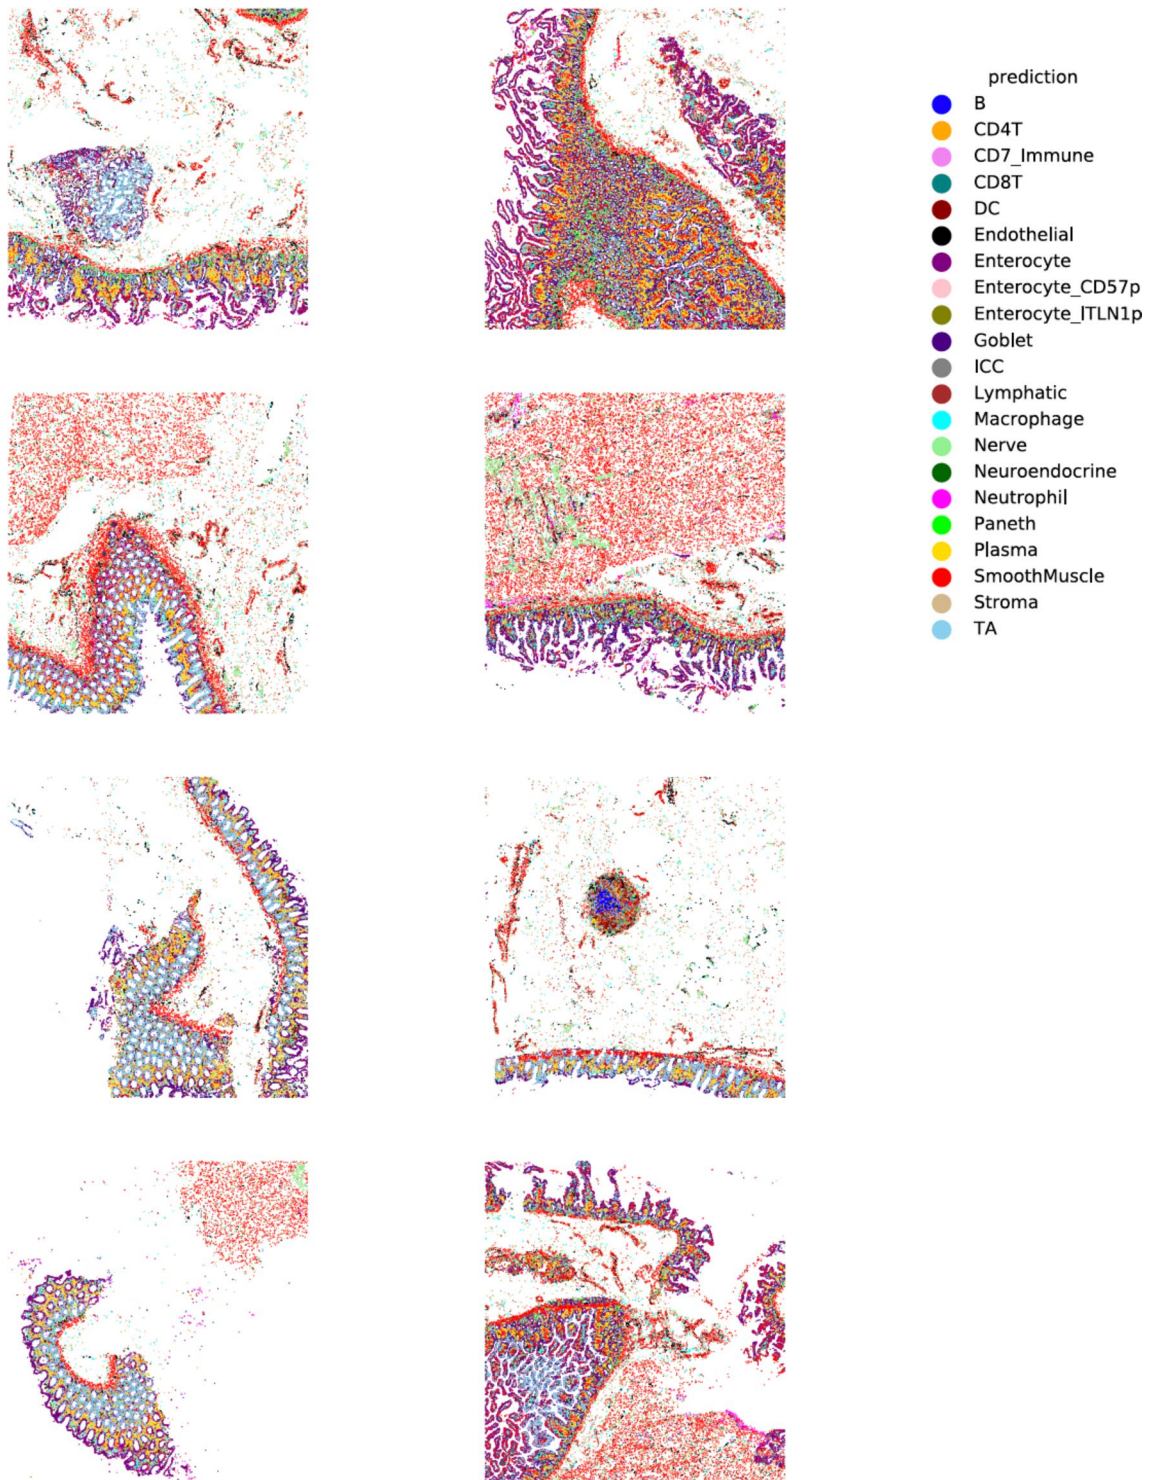 prediction
B
CD4T
CD7_Immune
CD8T
DC
Endothelial
Enterocyte
Enterocyte_CD57p
Enterocyte_ITLN1p
Goblet
ICC
Lymphatic
Macrophage
Nerve
Neuroendocrine
Neutrophil
Paneth
Plasma
SmoothMuscle
Stroma
TA